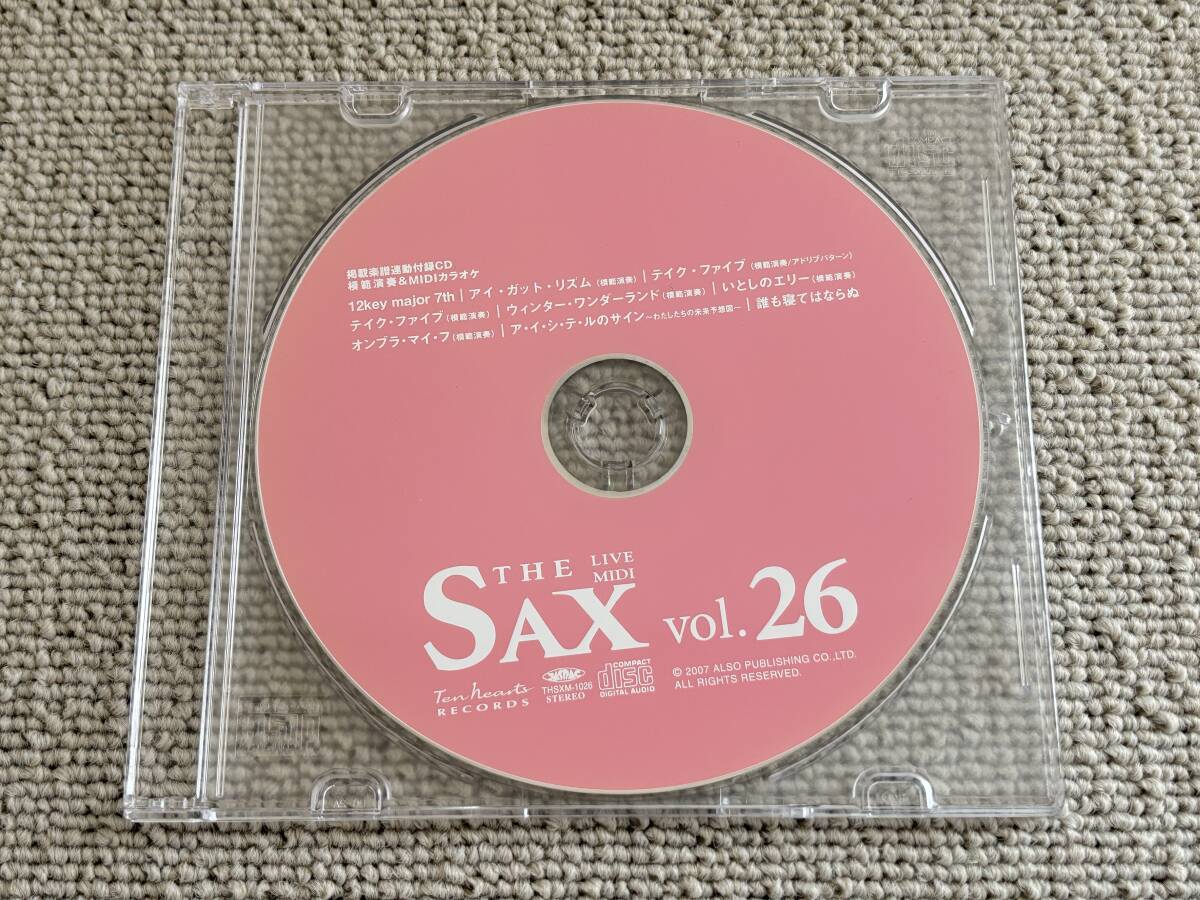 掲載楽譜連動付録CD
模範演奏&MIDIカラオケ
12key major 7th | アイ・ガット・リズム (模範演奏) | テイク・ファイブ (模範演奏/アドリブパターン)
テイク・ファイブ (模範演奏) | ウィンター・ワンダーランド (模範演奏) | いとしのエリー (模範演奏)
オンブラ・マイ・フ (模範演奏) | ア・イ・シ・テ・ルのサイン ~わたしたちの未来予想図~ | 誰も寝てはならぬ
THE LIVE MIDI
SAX vol.26
Ten hearts
RECORDS
JASRAC
THSXM-1026
STEREO
COMPACT
disc
DIGITAL AUDIO
© 2007 ALSO PUBLISHING CO.,LTD.
ALL RIGHTS RESERVED.
COMPACT
disc